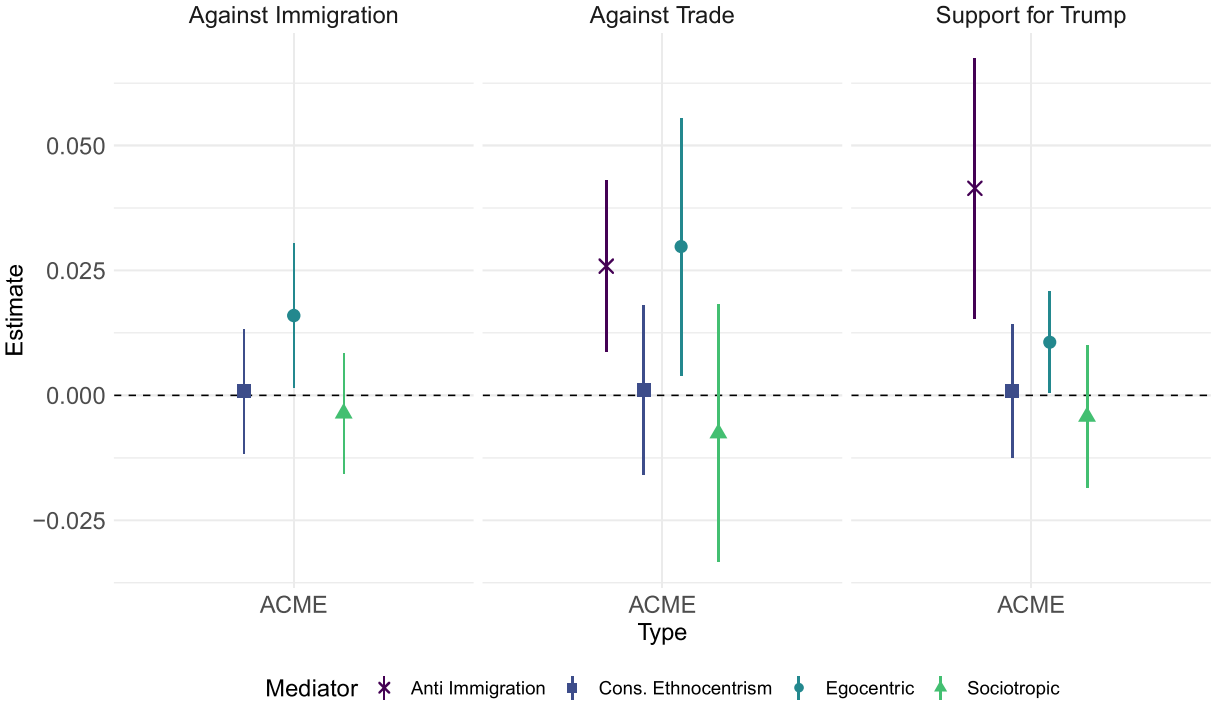 Against Immigration
Against Trade
Support for Trump
Estimate
0.050
0.025
0.000
−0.025
ACME
ACME
ACME
Type
Mediator
Anti Immigration
Cons. Ethnocentrism
Egocentric
Sociotropic